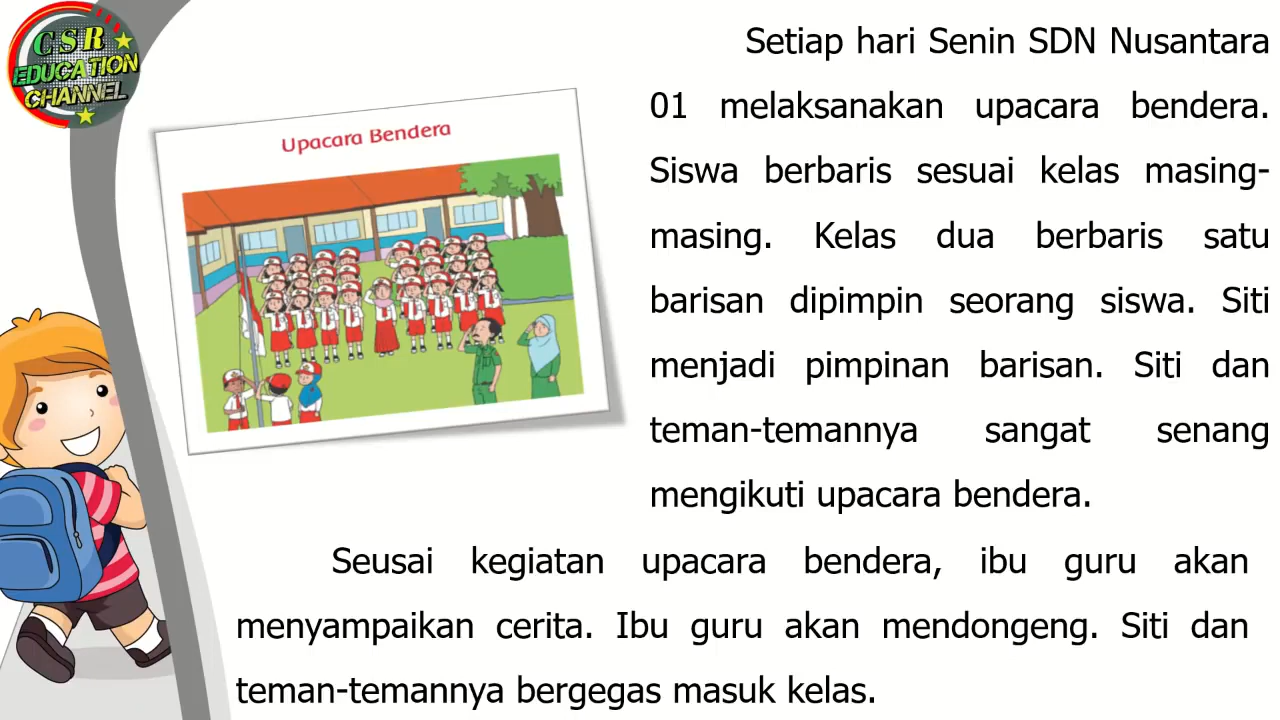 CSR
EDUCATION
CHANNEL
Upacara Bendera
Setiap hari Senin SDN Nusantara
01 melaksanakan upacara bendera.
Siswa berbaris sesuai kelas masing-
masing. Kelas dua berbaris satu
barisan dipimpin seorang siswa. Siti
menjadi pimpinan barisan. Siti dan
teman-temannya sangat senang
mengikuti upacara bendera.
Seusai kegiatan upacara bendera, ibu guru akan
menyampaikan cerita. Ibu guru akan mendongeng. Siti dan
teman-temannya bergegas masuk kelas.